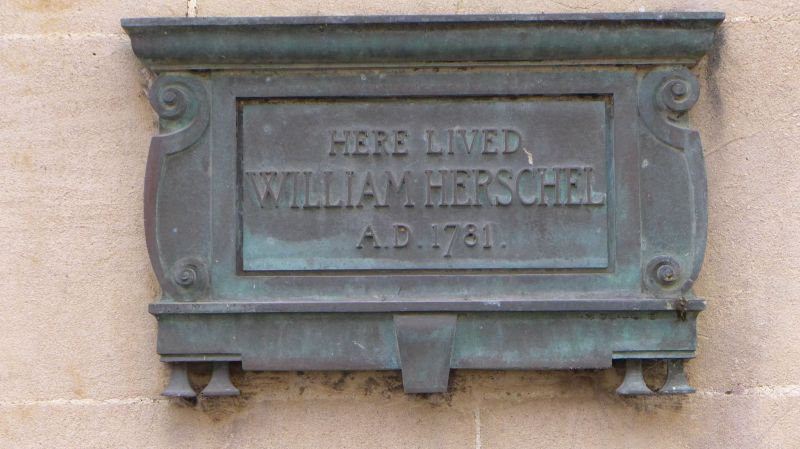 HERE LIVED
WILLIAM HERSCHEL
A.D. 1781.